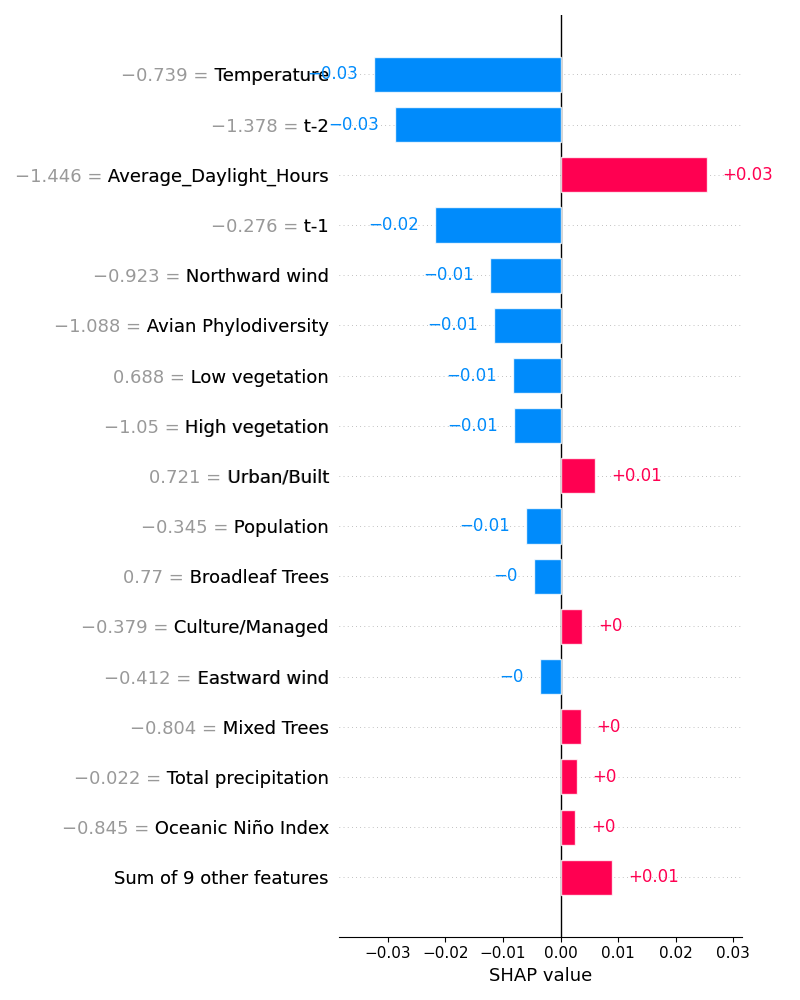 −0.739 = Temperature −0.03
−1.378 = t-2 −0.03
−1.446 = Average_Daylight_Hours +0.03
−0.276 = t-1 −0.02
−0.923 = Northward wind −0.01
−1.088 = Avian Phylodiversity −0.01
0.688 = Low vegetation −0.01
−1.05 = High vegetation −0.01
0.721 = Urban/Built +0.01
−0.345 = Population −0.01
0.77 = Broadleaf Trees −0
−0.379 = Culture/Managed +0
−0.412 = Eastward wind −0
−0.804 = Mixed Trees +0
−0.022 = Total precipitation +0
−0.845 = Oceanic Niño Index +0
Sum of 9 other features +0.01
−0.03 −0.02 −0.01 0.00 0.01 0.02 0.03
SHAP value